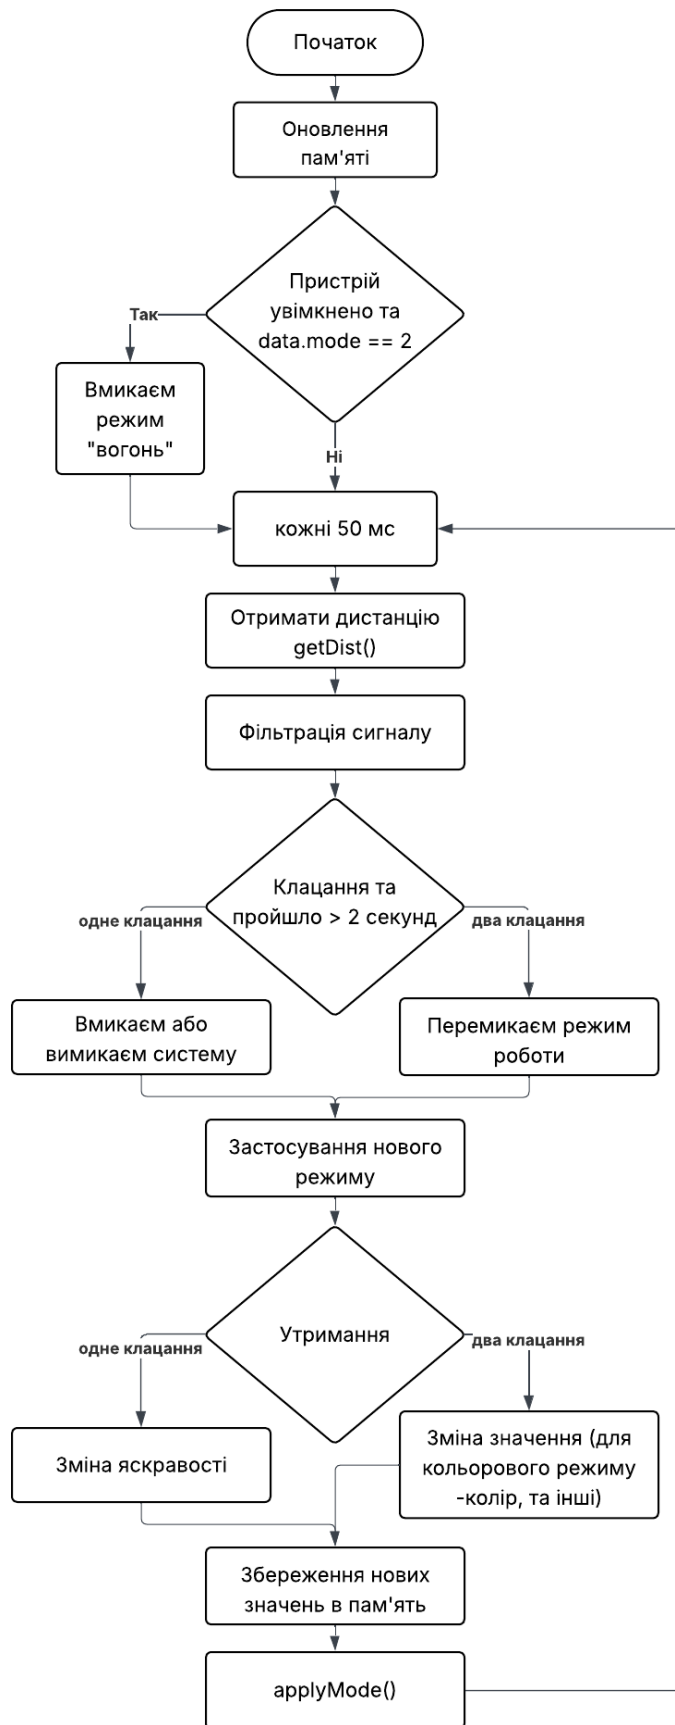 Початок
Оновлення
пам'яті
Пристрій
увімкнено та
data.mode == 2
Так
Вмикаєм
режим
"вогонь"
Ні
кожні 50 мс
Отримати дистанцію
getDist()
Фільтрація сигналу
Клацання та
пройшло > 2 секунд
одне клацання
два клацання
Вмикаєм або
вимикаєм систему
Перемикаєм режим
роботи
Застосування нового
режиму
Утримання
одне клацання
два клацання
Зміна яскравості
Зміна значення (для
кольорового режиму
-колір, та інші)
Збереження нових
значень в пам'ять
applyMode()